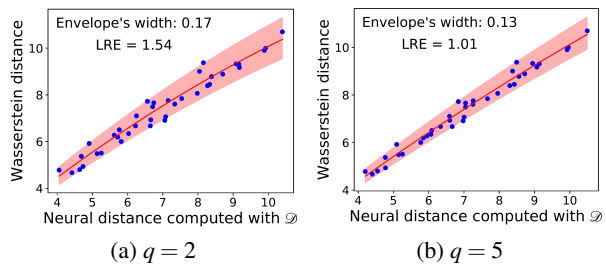 Envelope's width: 0.17
LRE = 1.54
Wasserstein distance
10
8
6
4
4 5 6 7 8 9 10
Neural distance computed with 𝒟
(a) q = 2
Envelope's width: 0.13
LRE = 1.01
Wasserstein distance
10
8
6
4
4 5 6 7 8 9 10
Neural distance computed with 𝒟
(b) q = 5